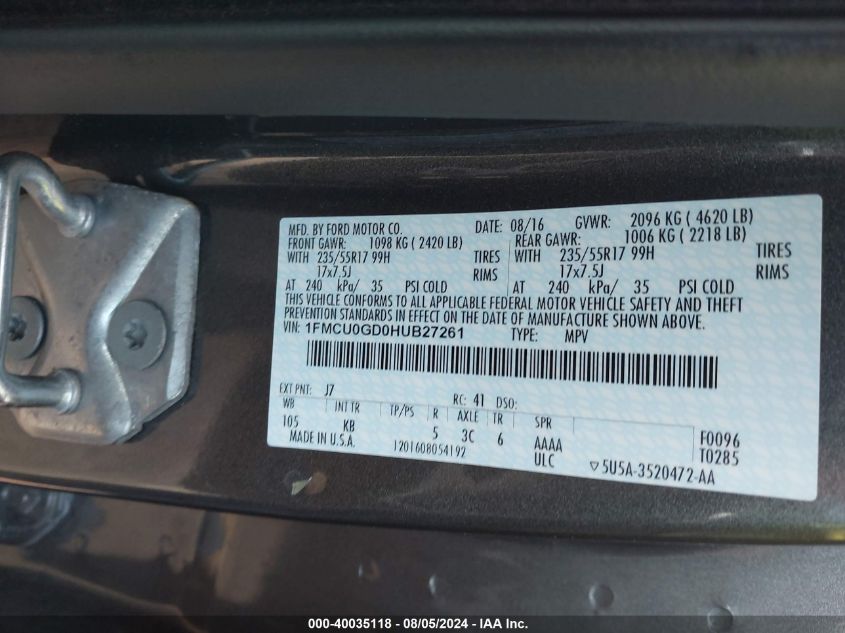 MFD. BY FORD MOTOR CO. DATE: 08/16 GVWR: 2096 KG ( 4620 LB)
FRONT GAWR: 1098 KG ( 2420 LB) REAR GAWR: 1006 KG ( 2218 LB)
WITH 235/55R17 99H TIRES WITH 235/55R17 99H TIRES
17x7.5J RIMS 17x7.5J RIMS
AT 240 kPa/ 35 PSI COLD AT 240 kPa/ 35 PSI COLD
THIS VEHICLE CONFORMS TO ALL APPLICABLE FEDERAL MOTOR VEHICLE SAFETY AND THEFT
PREVENTION STANDARDS IN EFFECT ON THE DATE OF MANUFACTURE SHOWN ABOVE.
VIN: 1FMCU0GD0HUB27261 TYPE: MPV
EXT PNT: J7 RC: 41 DSO:
WB INT TR TP/PS R AXLE TR SPR
105 KB 5 3C 6 AAAA F0096
MADE IN U.S.A. 1201608054192 ULC T0285
▽5U5A-3520472-AA
000-40035118 - 08/05/2024 - IAA Inc.